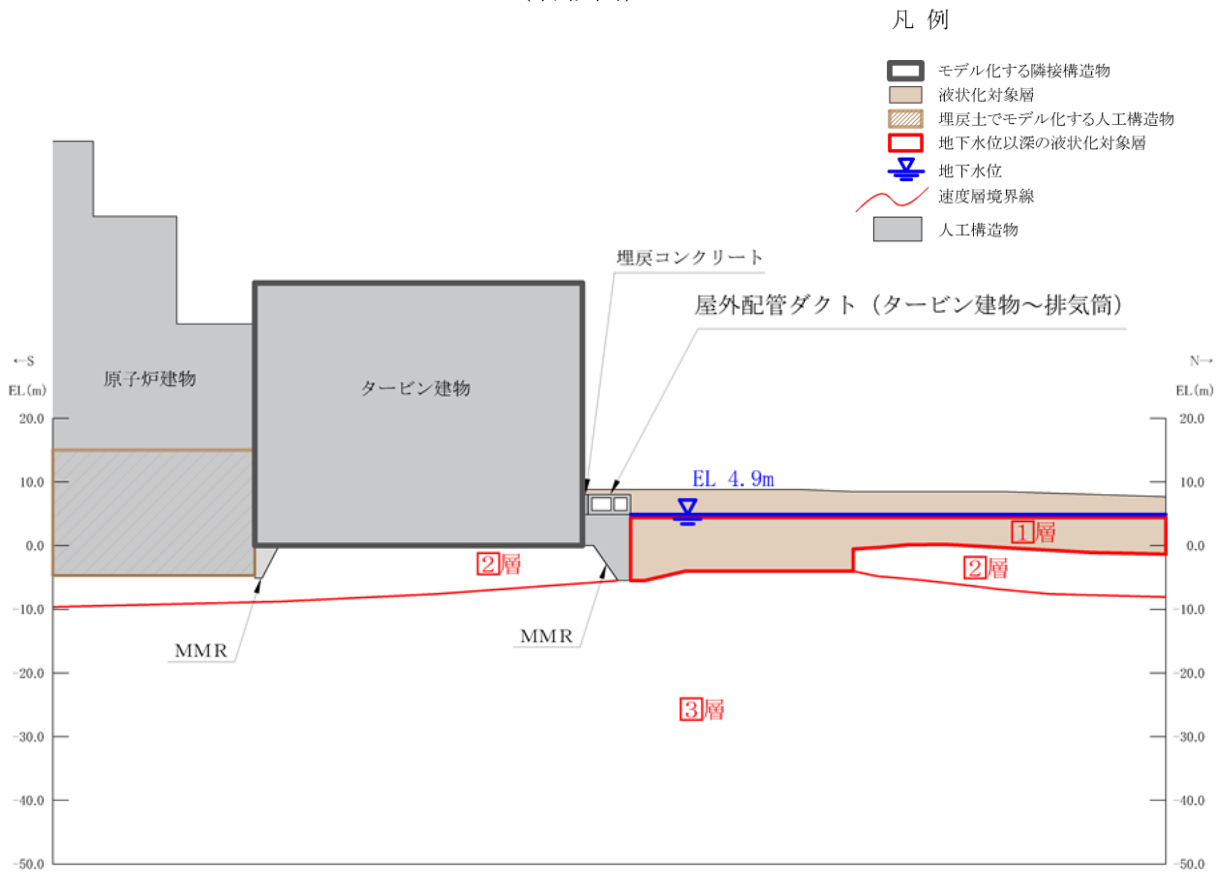 凡 例
モデル化する隣接構造物
液状化対象層
埋戻土でモデル化する人工構造物
地下水位以深の液状化対象層
地下水位
速度層境界線
人工構造物
埋戻コンクリート
屋外配管ダクト（タービン建物～排気筒）
←S
EL(m)
N→
EL(m)
原子炉建物
タービン建物
20.0
10.0
0.0
-10.0
-20.0
-30.0
-40.0
-50.0
EL 4.9m
1層
2層
2層
MMR
MMR
3層
20.0
10.0
0.0
-10.0
-20.0
-30.0
-40.0
-50.0